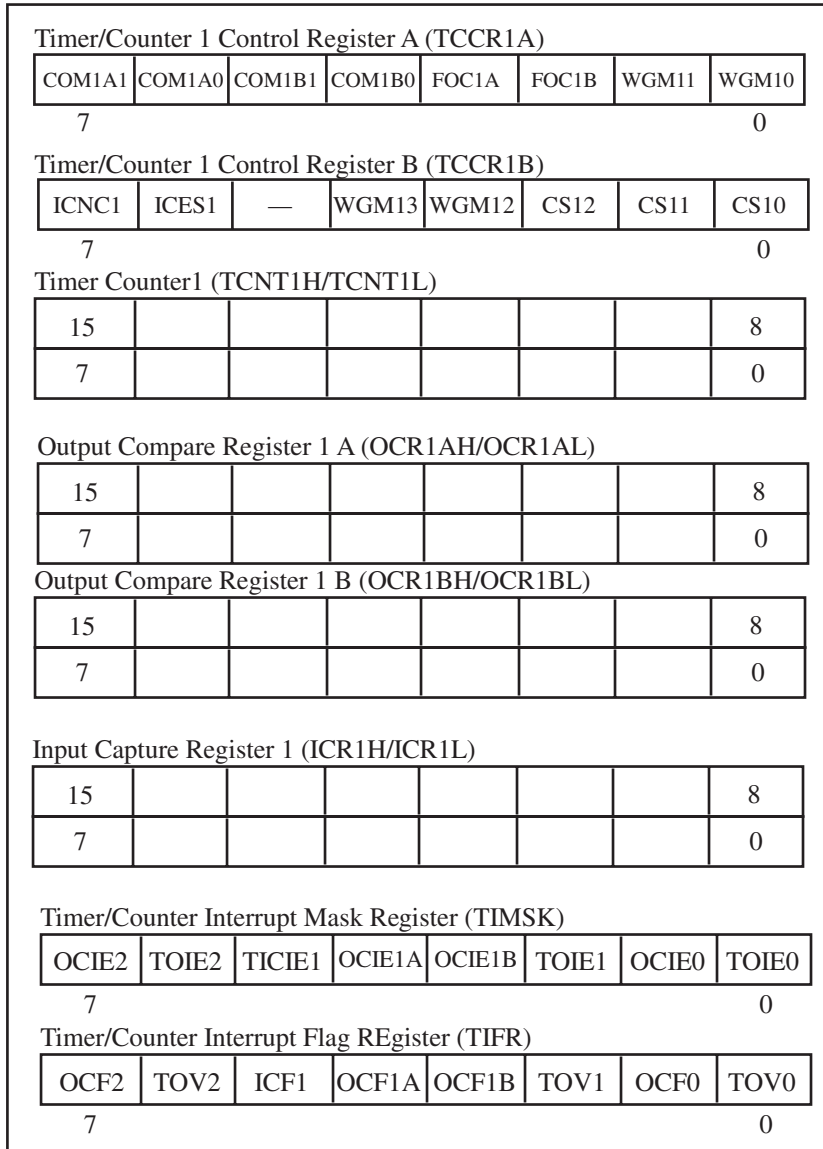 Timer/Counter 1 Control Register A (TCCR1A)
COM1A1 COM1A0 COM1B1 COM1B0 FOC1A FOC1B WGM11 WGM10
7 0
Timer/Counter 1 Control Register B (TCCR1B)
ICNC1 ICES1 — WGM13 WGM12 CS12 CS11 CS10
7 0
Timer Counter1 (TCNT1H/TCNT1L)
15 8
7 0
Output Compare Register 1 A (OCR1AH/OCR1AL)
15 8
7 0
Output Compare Register 1 B (OCR1BH/OCR1BL)
15 8
7 0
Input Capture Register 1 (ICR1H/ICR1L)
15 8
7 0
Timer/Counter Interrupt Mask Register (TIMSK)
OCIE2 TOIE2 TICIE1 OCIE1A OCIE1B TOIE1 OCIE0 TOIE0
7 0
Timer/Counter Interrupt Flag REgister (TIFR)
OCF2 TOV2 ICF1 OCF1A OCF1B TOV1 OCF0 TOV0
7 0